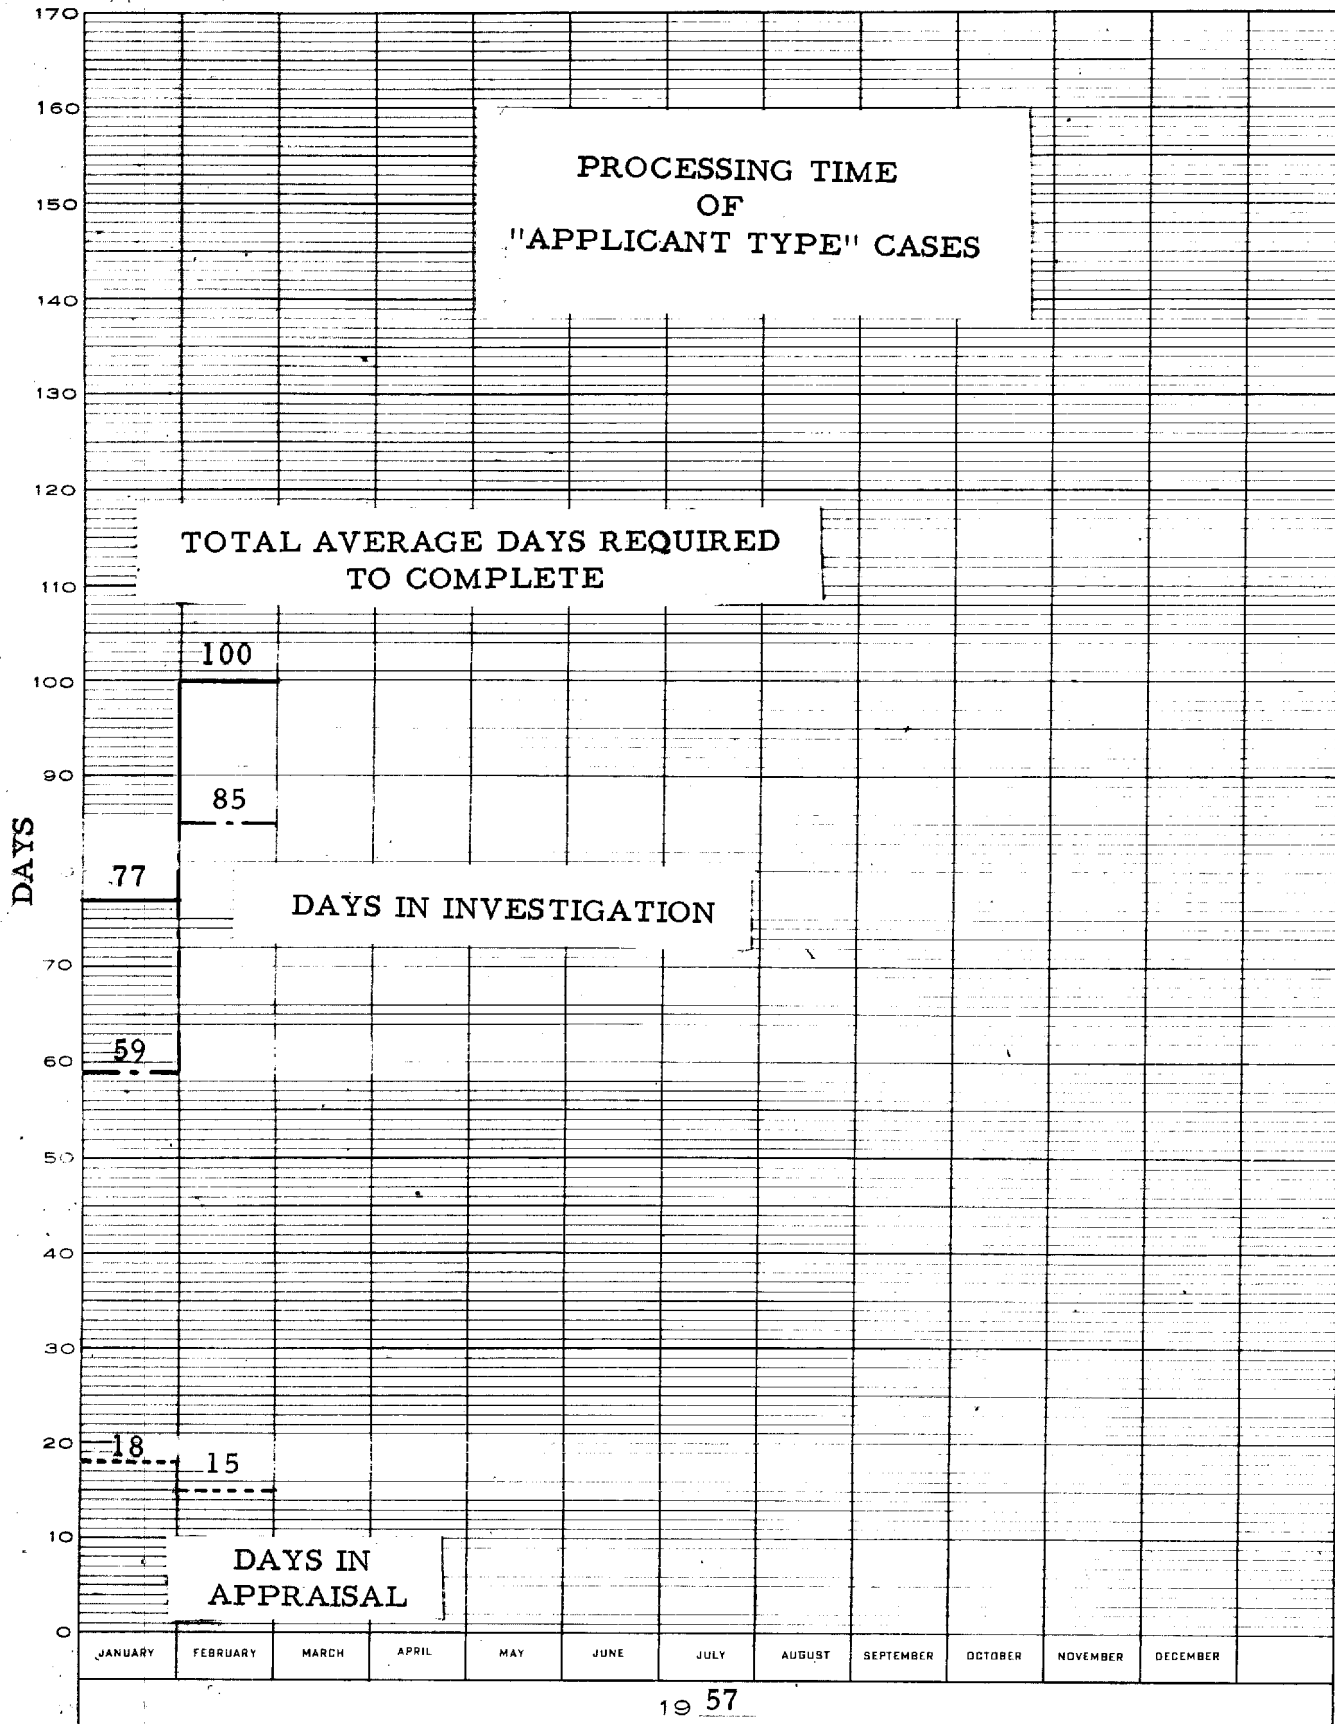 170
160
PROCESSING TIME
OF
"APPLICANT TYPE" CASES
150
140
130
120
TOTAL AVERAGE DAYS REQUIRED
TO COMPLETE
110
100
100
90
85
DAYS
77
DAYS IN INVESTIGATION
70
59
60
50
40
30
20
18
15
10
DAYS IN
APPRAISAL
0
JANUARY FEBRUARY MARCH APRIL MAY JUNE JULY AUGUST SEPTEMBER OCTOBER NOVEMBER DECEMBER
19 57